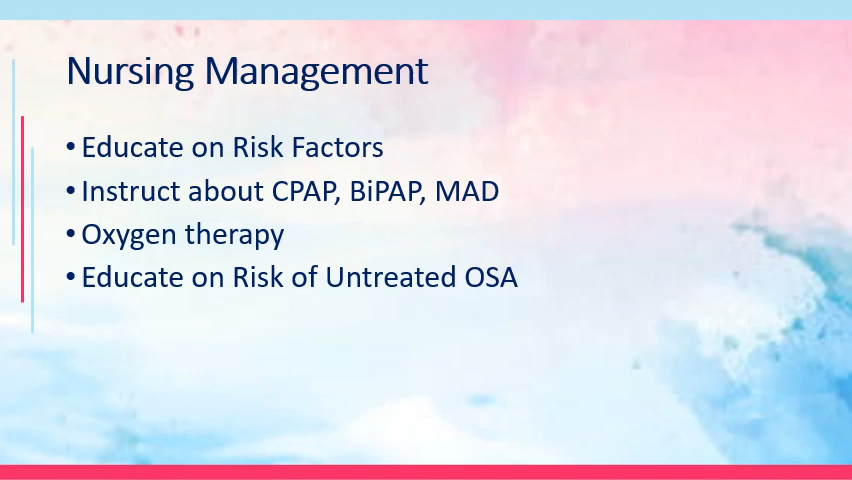 Nursing Management
• Educate on Risk Factors
• Instruct about CPAP, BiPAP, MAD
• Oxygen therapy
• Educate on Risk of Untreated OSA